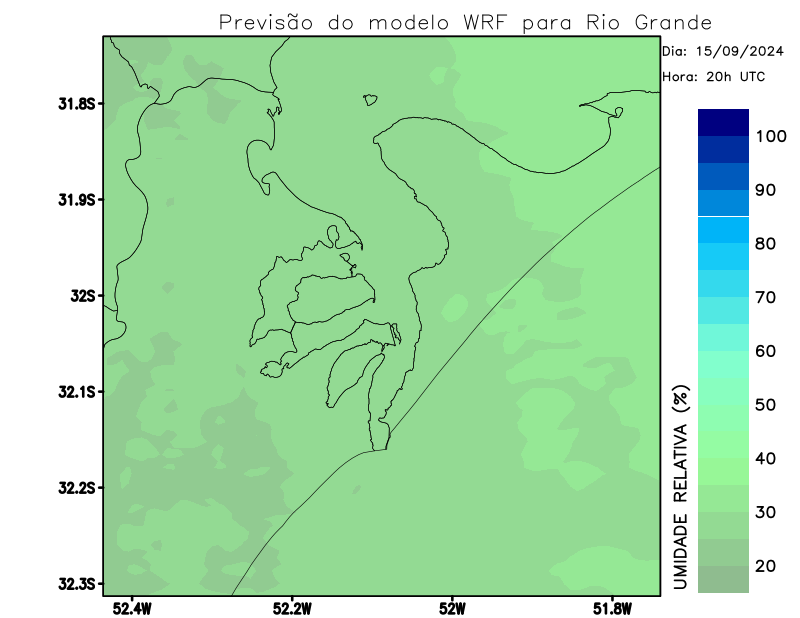 Previsão do modelo WRF para Rio Grande
Dia: 15/09/2024
Hora: 20h UTC
31.8S
31.9S
32S
32.1S
32.2S
32.3S
52.4W
52.2W
52W
51.8W
100
90
80
70
60
50
40
30
20
UMIDADE RELATIVA (%)